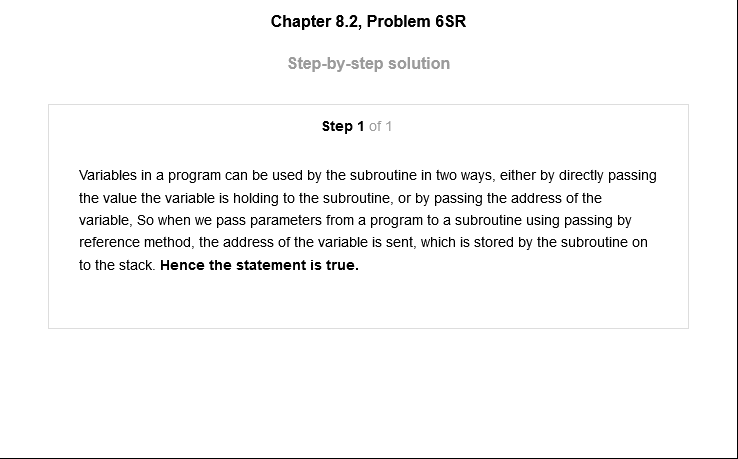 Chapter 8.2, Problem 6SR
Step-by-step solution
Step 1 of 1
Variables in a program can be used by the subroutine in two ways, either by directly passing
the value the variable is holding to the subroutine, or by passing the address of the
variable, So when we pass parameters from a program to a subroutine using passing by
reference method, the address of the variable is sent, which is stored by the subroutine on
to the stack. Hence the statement is true.